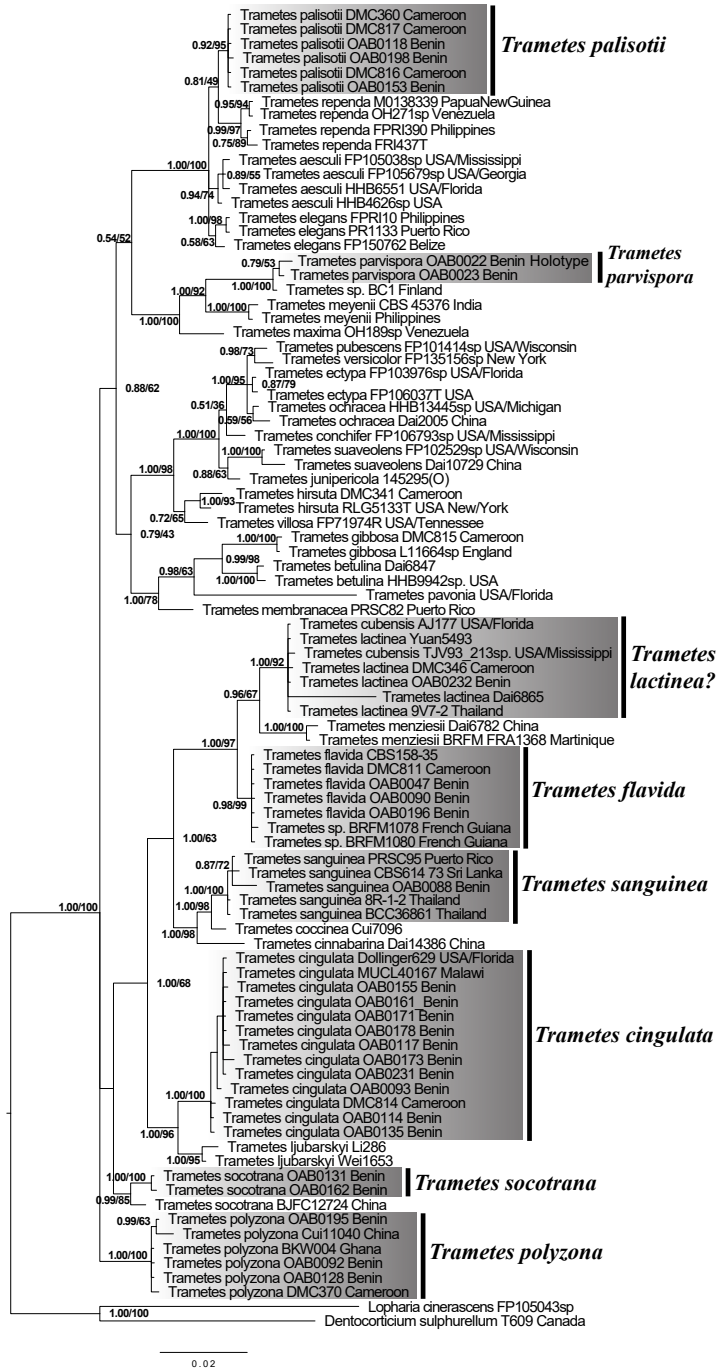 Trametes palisotii DMC360 Cameroon
Trametes palisotii DMC817 Cameroon
0.92/95
Trametes palisotii OAB0118 Benin
Trametes palisotii
Trametes palisotii OAB0198 Benin
Trametes palisotii DMC816 Cameroon
0.81/49
Trametes palisotii OAB0153 Benin
0.95/94
Trametes rependa M0138339 PapuaNewGuinea
Trametes rependa OH271sp Venezuela
0.99/97
Trametes rependa FPRI390 Philippines
0.75/89
Trametes rependa FRI437T
Trametes aesculi FP105038sp USA/Mississippi
0.89/55
Trametes aesculi FP105679sp USA/Georgia
Trametes aesculi HHB6551 USA/Florida
0.94/74
Trametes aesculi HHB4626sp USA
1.00/100
Trametes elegans FPRI10 Philippines
1.00/98
Trametes elegans PR1133 Puerto Rico
0.54/52
0.58/63
Trametes elegans FP150762 Belize
0.79/53
Trametes parvispora OAB0022 Benin Holotype
Trametes parvispora
Trametes parvispora OAB0023 Benin
1.00/92
1.00/100
Trametes sp. BC1 Finland
1.00/100
Trametes meyenii CBS 45376 India
Trametes meyenii Philippines
1.00/100
Trametes maxima OH189sp Venezuela
Trametes pubescens FP101414sp USA/Wisconsin
0.98/73
Trametes versicolor FP135156sp New York
Trametes ectypa FP103976sp USA/Florida
1.00/95
0.87/79
0.88/62
Trametes ectypa FP106037T USA
0.51/36
Trametes ochracea HHB13445sp USA/Michigan
0.59/56
Trametes ochracea Dai2005 China
1.00/100
Trametes conchifer FP106793sp USA/Mississippi
Trametes suaveolens FP102529sp USA/Wisconsin
1.00/100
Trametes suaveolens Dai10729 China
1.00/98
0.88/63
Trametes junipericola 145295(O)
Trametes hirsuta DMC341 Cameroon
1.00/93
Trametes hirsuta RLG5133T USA New/York
0.72/65
Trametes villosa FP71974R USA/Tennessee
0.79/43
1.00/100
Trametes gibbosa DMC815 Cameroon
Trametes gibbosa L11664sp England
0.99/98
Trametes betulina Dai6847
0.98/63
1.00/100
Trametes betulina HHB9942sp. USA
Trametes pavonia USA/Florida
1.00/78
Trametes membranacea PRSC82 Puerto Rico
Trametes cubensis AJ177 USA/Florida
Trametes lactinea Yuan5493
Trametes cubensis TJV93_213sp. USA/Mississippi
Trametes lactinea?
1.00/92
Trametes lactinea DMC346 Cameroon
0.96/67
Trametes lactinea OAB0232 Benin
Trametes lactinea Dai6865
Trametes lactinea 9V7-2 Thailand
1.00/100
Trametes menziesii Dai6782 China
Trametes menziesii BRFM FRA1368 Martinique
1.00/97
Trametes flavida CBS158-35
Trametes flavida DMC811 Cameroon
Trametes flavida OAB0047 Benin
Trametes flavida
0.98/99
Trametes flavida OAB0090 Benin
Trametes flavida OAB0196 Benin
Trametes sp. BRFM1078 French Guiana
1.00/63
Trametes sp. BRFM1080 French Guiana
0.87/72
Trametes sanguinea PRSC95 Puerto Rico
Trametes sanguinea CBS614 73 Sri Lanka
1.00/100
Trametes sanguinea OAB0088 Benin
Trametes sanguinea
Trametes sanguinea 8R-1-2 Thailand
1.00/98
Trametes sanguinea BCC36861 Thailand
1.00/100
Trametes coccinea Cui7096
1.00/98
Trametes cinnabarina Dai14386 China
Trametes cingulata Dollinger629 USA/Florida
1.00/68
Trametes cingulata MUCL40167 Malawi
Trametes cingulata OAB0155 Benin
Trametes cingulata OAB0161_Benin
Trametes cingulata OAB0171 Benin
Trametes cingulata OAB0178 Benin
Trametes cingulata
Trametes cingulata OAB0117 Benin
Trametes cingulata OAB0173 Benin
Trametes cingulata OAB0231 Benin
Trametes cingulata OAB0093 Benin
1.00/100
Trametes cingulata DMC814 Cameroon
Trametes cingulata OAB0114 Benin
Trametes cingulata OAB0135 Benin
1.00/96
Trametes ljubarskyi Li286
1.00/95
Trametes ljubarskyi Wei1653
1.00/100
Trametes socotrana OAB0131 Benin
Trametes socotrana
Trametes socotrana OAB0162 Benin
0.99/85
Trametes socotrana BJFC12724 China
0.99/63
Trametes polyzona OAB0195 Benin
Trametes polyzona Cui11040 China
1.00/100
Trametes polyzona BKW004 Ghana
Trametes polyzona
Trametes polyzona OAB0092 Benin
Trametes polyzona OAB0128 Benin
Trametes polyzona DMC370 Cameroon
1.00/100
Lopharia cinerascens FP105043sp
Dentocorticium sulphurellum T609 Canada
0.02